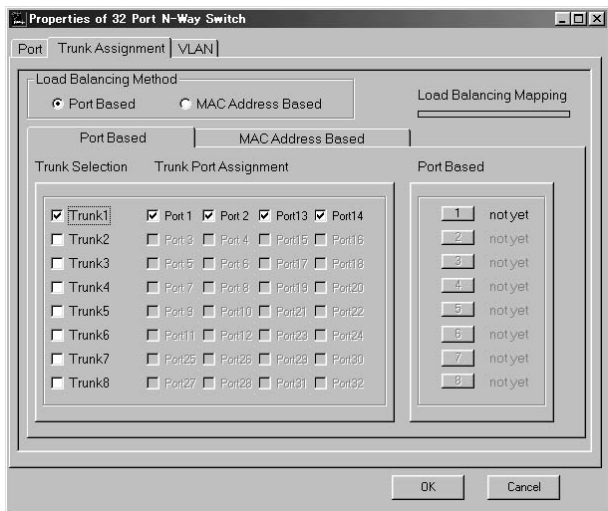 Properties of 32 Port N-Way Switch
Port Trunk Assignment VLAN
Load Balancing Method
Port Based MAC Address Based
Load Balancing Mapping
Port Based MAC Address Based
Trunk Selection Trunk Port Assignment Port Based
Trunk1 Port 1 Port 2 Port13 Port14 1 not yet
Trunk2 Port 3 Port 4 Port15 Port16 2 not yet
Trunk3 Port 5 Port 6 Port17 Port18 3 not yet
Trunk4 Port 7 Port 8 Port19 Port20 4 not yet
Trunk5 Port 9 Port10 Port21 Port22 5 not yet
Trunk6 Port11 Port12 Port23 Port24 6 not yet
Trunk7 Port25 Port26 Port29 Port30 7 not yet
Trunk8 Port27 Port28 Port31 Port32 8 not yet
OK Cancel